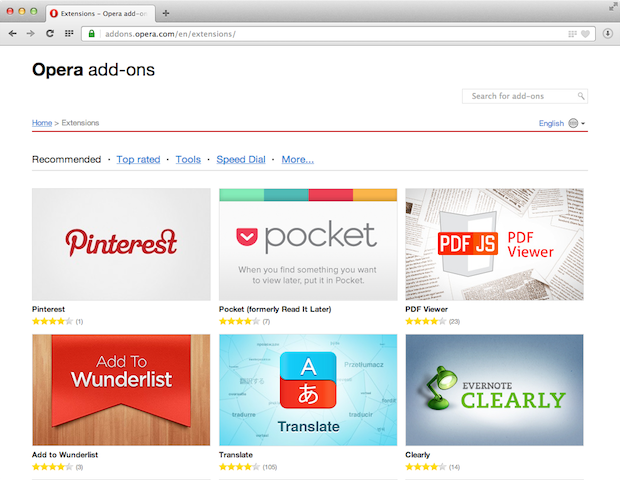 Extensions - Opera add-on
addons.opera.com/en/extensions/
Opera add-ons
Search for add-ons
Home > Extensions
English
Recommended · Top rated · Tools · Speed Dial · More...
Pinterest
pocket
When you find something you want
to view later, put it in Pocket.
PDF JS
PDF
Viewer
Pinterest
(1)
Pocket (formerly Read It Later)
(7)
PDF Viewer
(23)
Add To
Wunderlist
A
あ
Przetłumacz
traducir
traduire
Translate
EVERNOTE
CLEARLY
Add to Wunderlist
(3)
Translate
(105)
Clearly
(14)